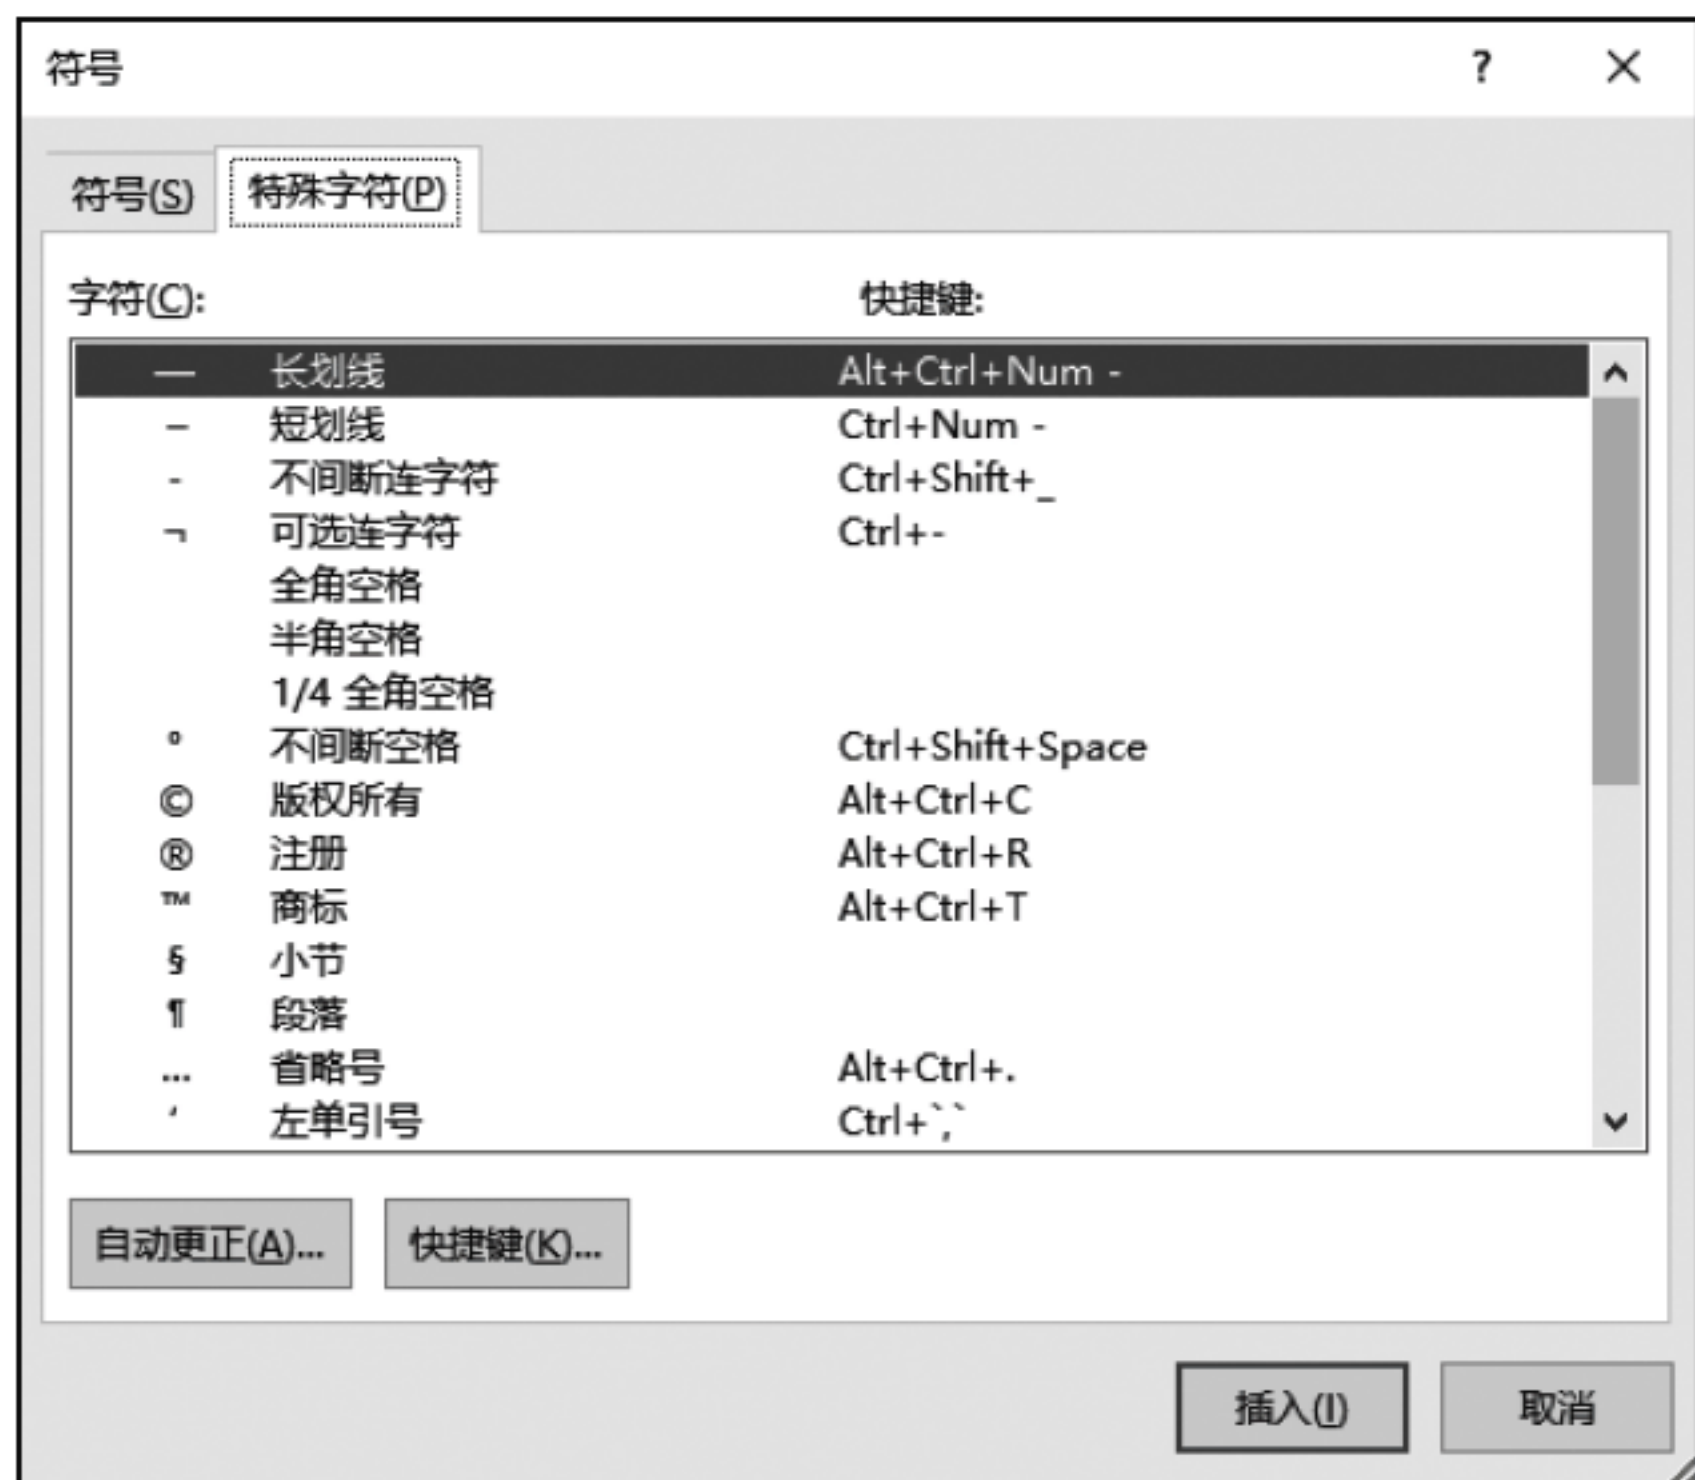 符号 ? ×
符号(S) 特殊字符(P)
字符(C): 快捷键:
— 长划线 Alt+Ctrl+Num -
– 短划线 Ctrl+Num -
- 不间断连字符 Ctrl+Shift+_
¬ 可选连字符 Ctrl+-
全角空格
半角空格
1/4 全角空格
° 不间断空格 Ctrl+Shift+Space
© 版权所有 Alt+Ctrl+C
® 注册 Alt+Ctrl+R
™ 商标 Alt+Ctrl+T
§ 小节
¶ 段落
... 省略号 Alt+Ctrl+.
‘ 左单引号 Ctrl+`,`
自动更正(A)... 快捷键(K)...
插入(I) 取消